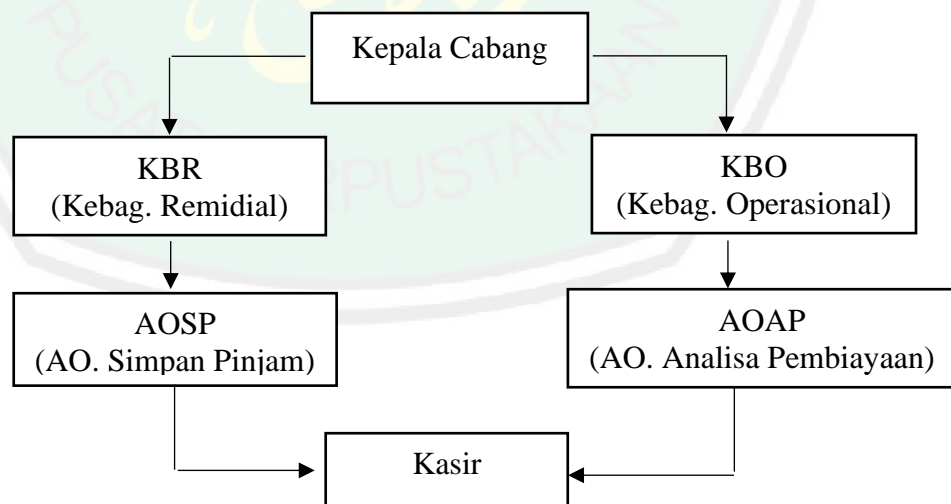 Kepala Cabang
KBR
(Kebag. Remidial)
KBO
(Kebag. Operasional)
AOSP
(AO. Simpan Pinjam)
AOAP
(AO. Analisa Pembiayaan)
Kasir